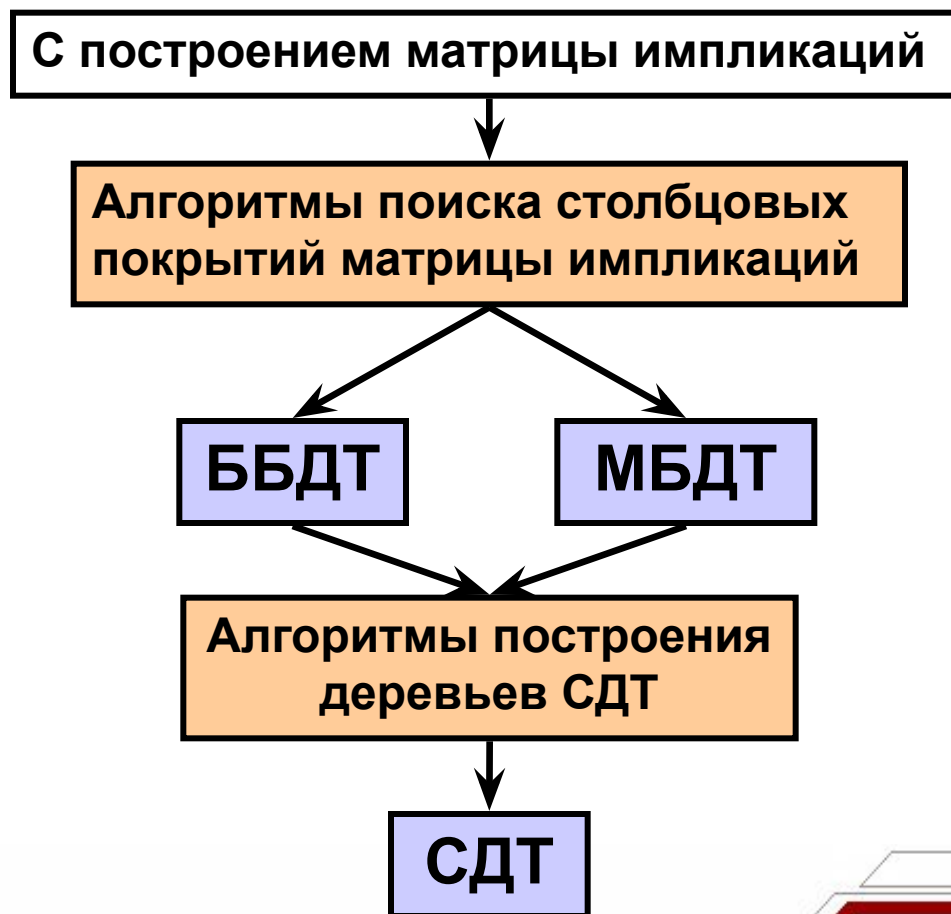 С построением матрицы импликаций
Алгоритмы поиска столбцовых
покрытий матрицы импликаций
ББДТ
МБДТ
Алгоритмы построения
деревьев СДТ
СДТ